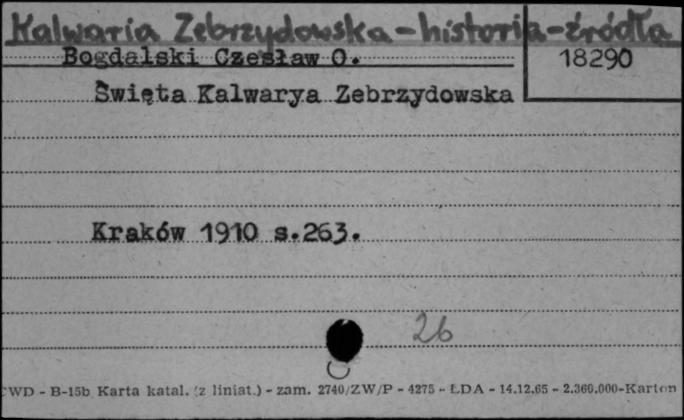 Kalwaria Zebrzydowska - historia - źródła
Bogdalski Czesław O.
18290
Święta Kalwarya Zebrzydowska
Kraków 1910 s.263.
26
CWD - B-15b Karta katal. (z liniat.) - zam. 2740/ZW/P - 4275 - ŁDA - 14.12.65 - 2.360.000-Karton